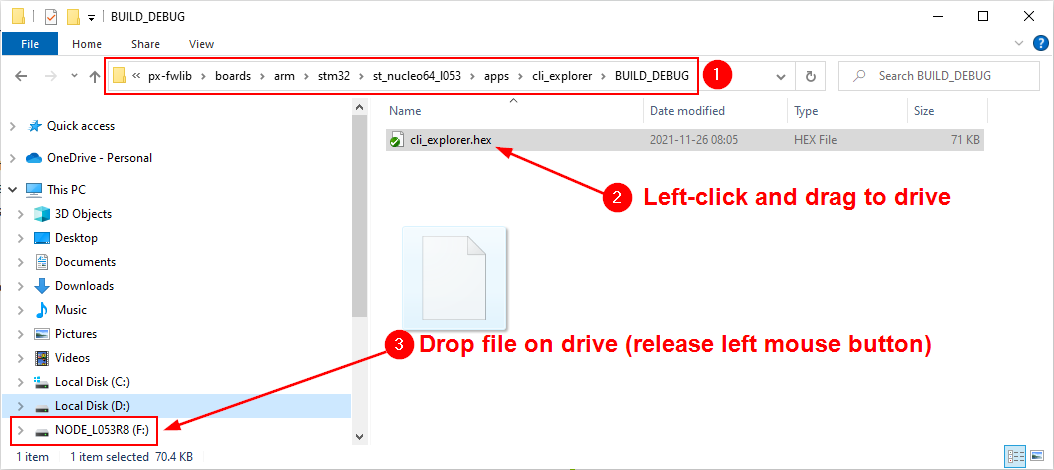 BUILD_DEBUG
File Home Share View
« px-fwlib › boards › arm › stm32 › st_nucleo64_l053 › apps › cli_explorer › BUILD_DEBUG
1
Search BUILD_DEBUG
Name Date modified Type Size
cli_explorer.hex 2021-11-26 08:05 HEX File 71 KB
2 Left-click and drag to drive
3 Drop file on drive (release left mouse button)
Quick access
OneDrive - Personal
This PC
3D Objects
Desktop
Documents
Downloads
Music
Pictures
Videos
Local Disk (C:)
Local Disk (D:)
NODE_L053R8 (F:)
1 item 1 item selected 70.4 KB